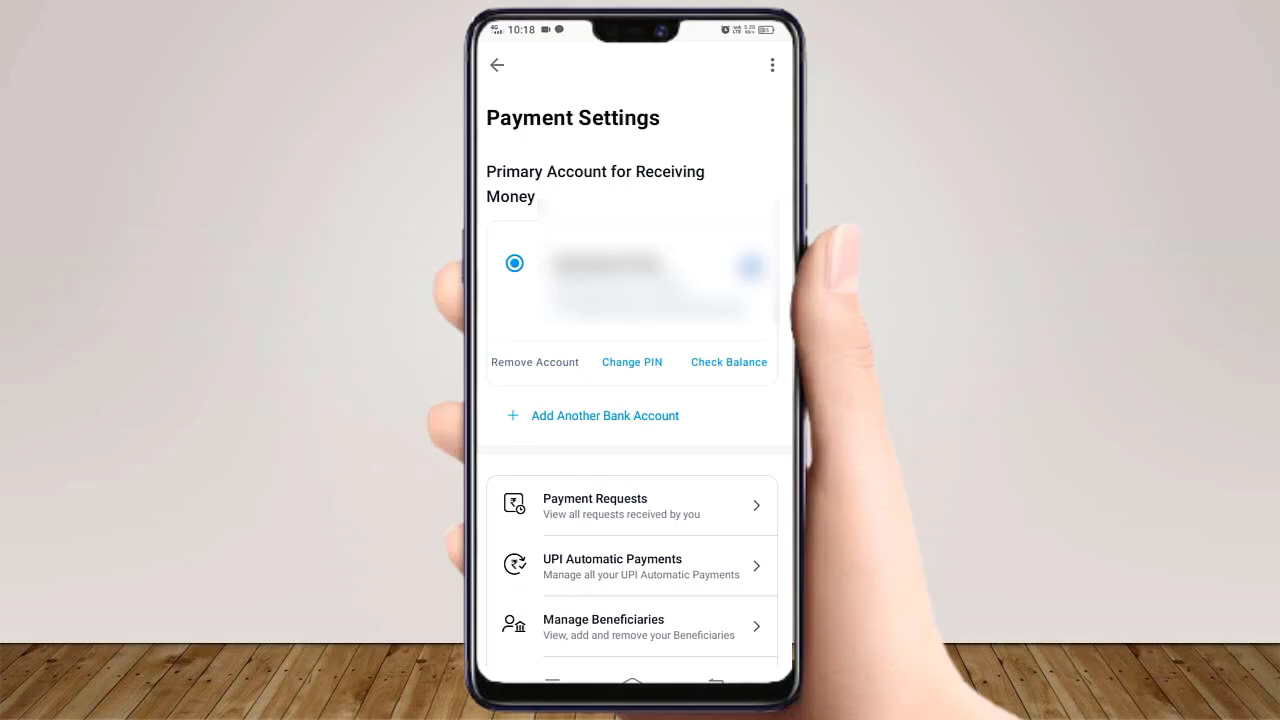 4G 10:18
Payment Settings
Primary Account for Receiving
Money
Remove Account Change PIN Check Balance
+ Add Another Bank Account
Payment Requests
View all requests received by you
UPI Automatic Payments
Manage all your UPI Automatic Payments
Manage Beneficiaries
View, add and remove your Beneficiaries